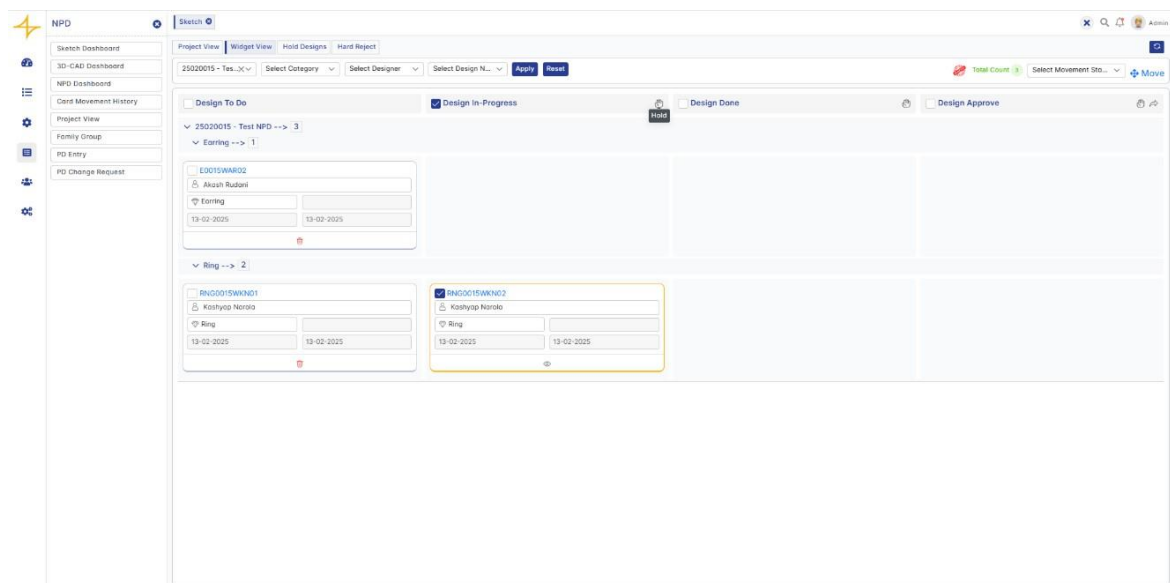 NPD
Sketch
Admin
Sketch Dashboard
3D-CAD Dashboard
NPD Dashboard
Card Movement History
Project View
Family Group
PD Entry
PD Change Request
Project View Widget View Hold Designs Hard Reject
25020015 - Tes... Select Category Select Designer Select Design N... Apply Reset Total Count 3 Select Movement Sta... Move
Design To Do Design In-Progress Design Done Design Approve
Hold
25020015 - Test NPD --> 3
Earring --> 1
E0015WAR02
Akash Rudani
Earring
13-02-2025 13-02-2025
Ring --> 2
RNG0015WKN01 RNG0015WKN02
Kashyap Narola Kashyap Narola
Ring Ring
13-02-2025 13-02-2025 13-02-2025 13-02-2025